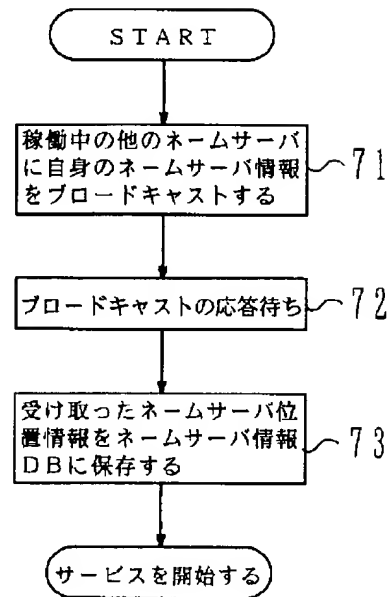 START
稼働中の他のネームサーバ
に自身のネームサーバ情報
をブロードキャストする
71
ブロードキャストの応答待ち
72
受け取ったネームサーバ位
置情報をネームサーバ情報
DBに保存する
73
サービスを開始する